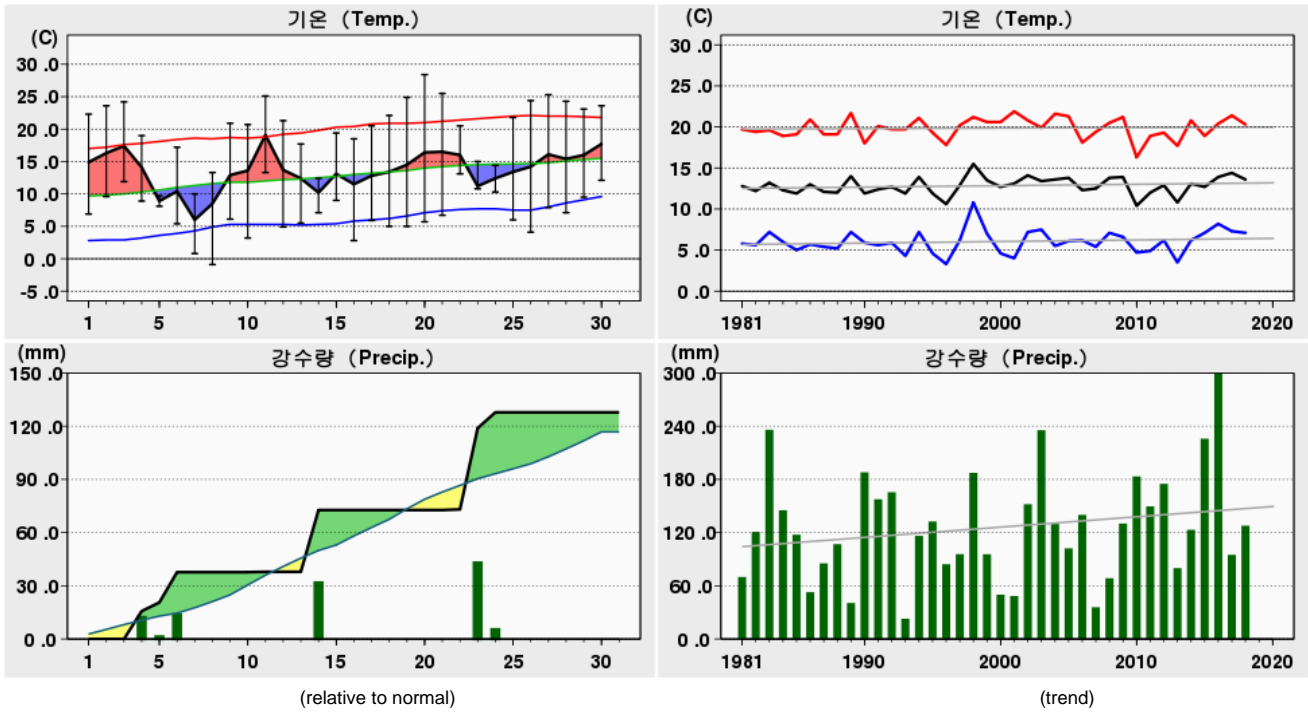 기온 (Temp.)
(C)
30 .0
25 .0
20 .0
15 .0
10 .0
5 .0
0 .0
-5 .0
1 5 10 15 20 25 30
기온 (Temp.)
(C)
30 .0
25 .0
20 .0
15 .0
10 .0
5 .0
0 .0
1981 1990 2000 2010 2020
강수량 (Precip.)
(mm)
150 .0
120 .0
90 .0
60 .0
30 .0
0 .0
1 5 10 15 20 25 30
(relative to normal)
강수량 (Precip.)
(mm)
300 .0
240 .0
180 .0
120 .0
60 .0
0 .0
1981 1990 2000 2010 2020
(trend)